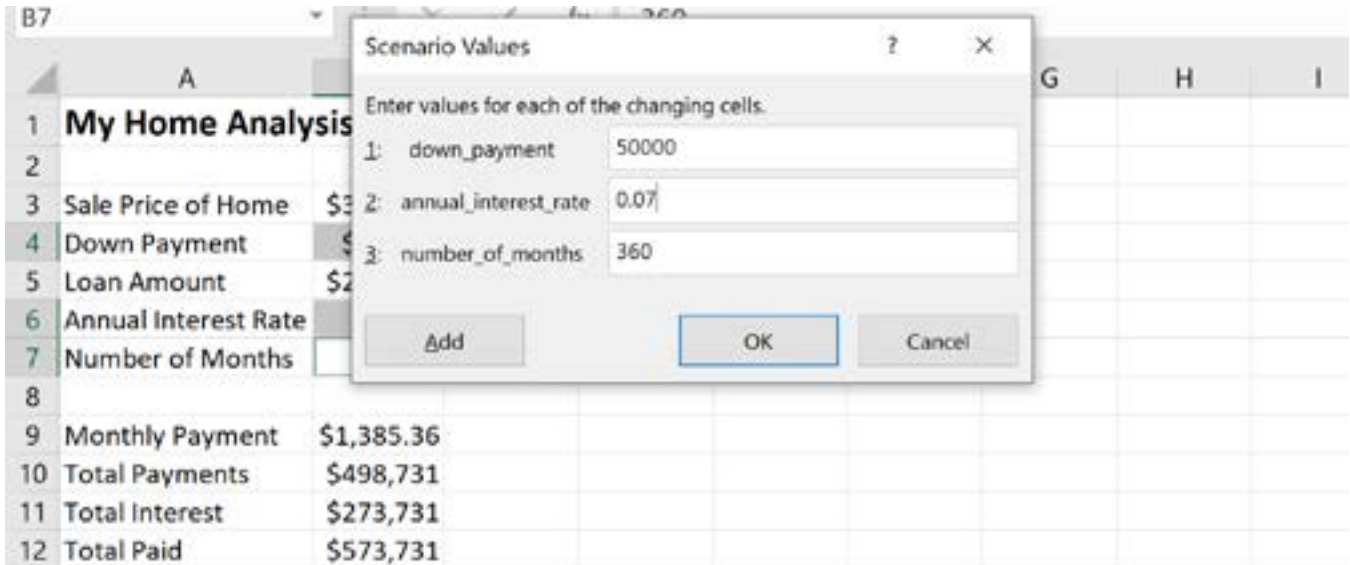 B7
Scenario Values ? ×
A G H I
Enter values for each of the changing cells.
1 My Home Analysis
1: down_payment 50000
2
3 Sale Price of Home $3
2: annual_interest_rate 0.07
4 Down Payment $
3: number_of_months 360
5 Loan Amount $2
6 Annual Interest Rate
Add OK Cancel
7 Number of Months
8
9 Monthly Payment $1,385.36
10 Total Payments $498,731
11 Total Interest $273,731
12 Total Paid $573,731